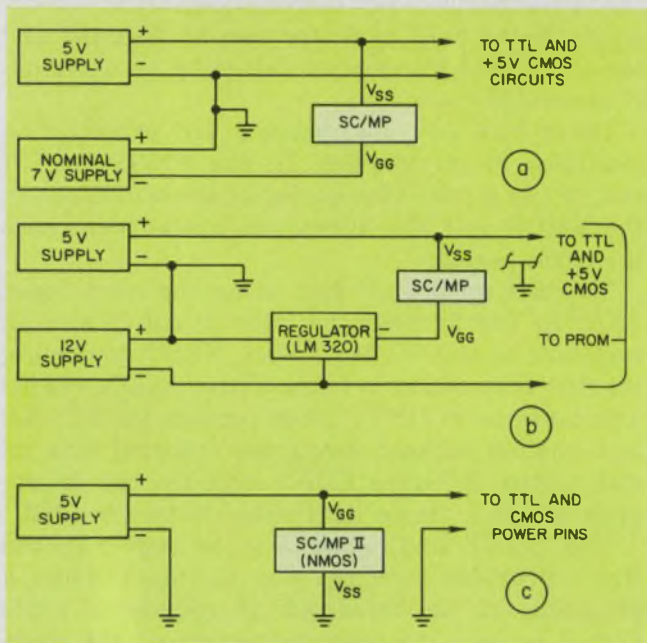 5V
SUPPLY
+
-
TO TTL AND
+5V CMOS
CIRCUITS
VSS
SC/MP
VGG
NOMINAL
7V SUPPLY
+
-
a
5V
SUPPLY
+
-
VSS
SC/MP
VGG
TO TTL
AND
+5V
CMOS
12V
SUPPLY
+
-
REGULATOR
(LM 320)
-
TO PROM
b
5V
SUPPLY
+
-
VGG
SC/MP II
(NMOS)
VSS
TO TTL AND
CMOS
POWER PINS
c